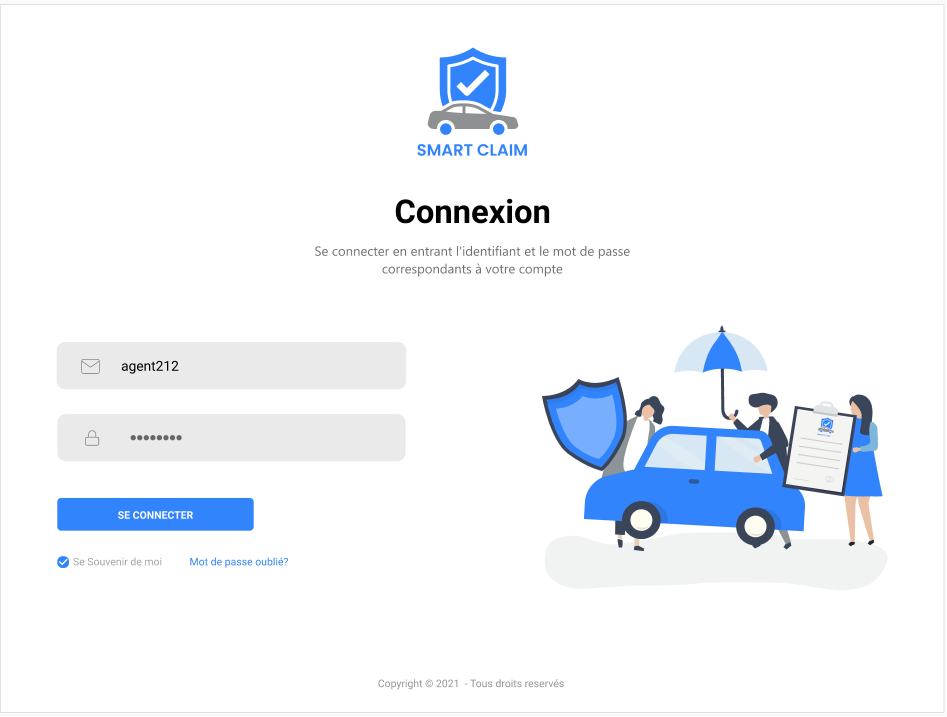 SMART CLAIM
Connexion
Se connecter en entrant l'identifiant et le mot de passe
correspondants à votre compte
agent212
••••••••
SE CONNECTER
Se Souvenir de moi
Mot de passe oublié?
Copyright © 2021 - Tous droits reservés